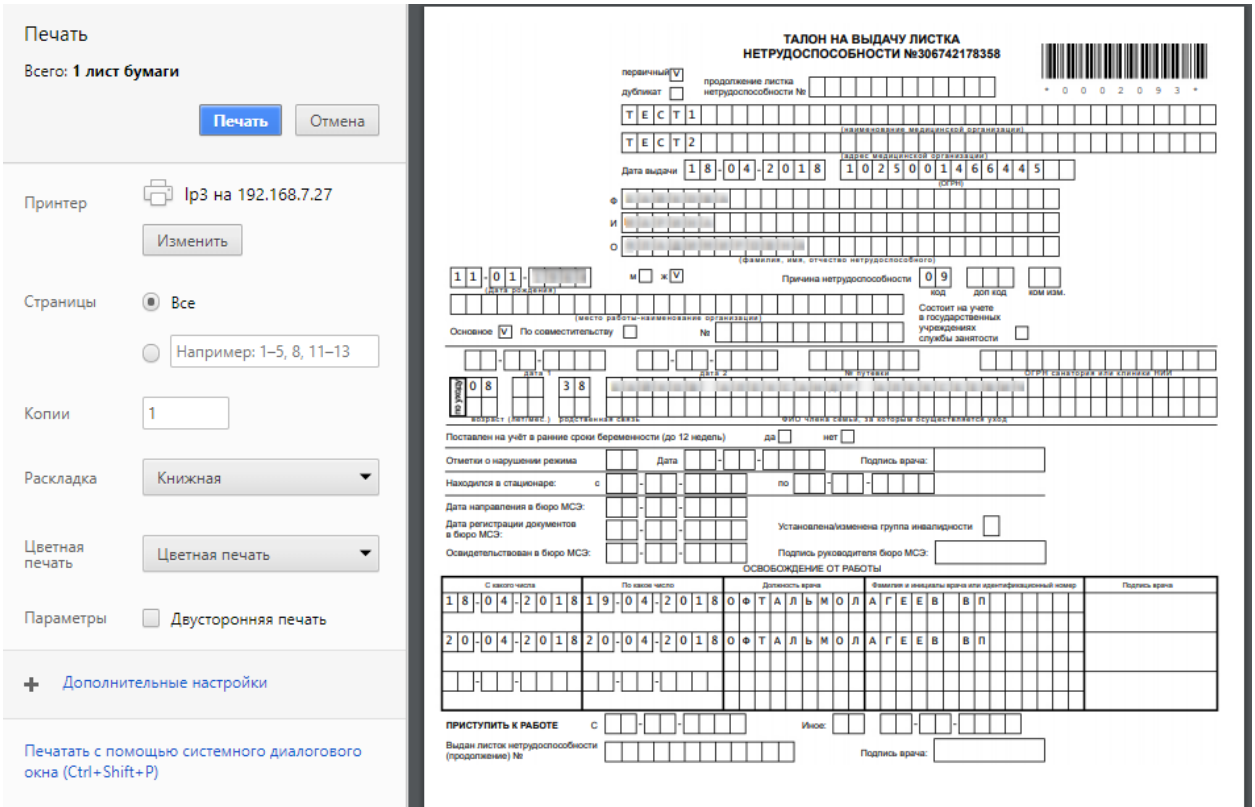 Печать
Всего: 1 лист бумаги
Печать Отмена
Принтер lp3 на 192.168.7.27
Изменить
Страницы Все
Например: 1–5, 8, 11–13
Копии 1
Раскладка Книжная
Цветная печать Цветная печать
Параметры Двусторонняя печать
Дополнительные настройки
Печатать с помощью системного диалогового
окна (Ctrl+Shift+P)
ТАЛОН НА ВЫДАЧУ ЛИСТКА
НЕТРУДОСПОСОБНОСТИ №306742178358
первичный V
дубликат
продолжение листка
нетрудоспособности №
* 0 0 0 2 0 9 3 *
ТЕСТ1
(наименование медицинской организации)
ТЕСТ2
(адрес медицинской организации)
Дата выдачи 18-04-2018 1025001466445
(ОГРН)
Ф
И
О
(фамилия, имя, отчество нетрудоспособного)
11-01- м ж V Причина нетрудоспособности 09
(Дата рождения) код доп код ком изм.
(место работы-наименование организации)
Состоит на учете
в государственных
учреждениях
службы занятости
Основное V По совместительству №
дата 1 дата 2 № путевки ОГРН санатория или клиники НИИ
по уходу 08 38
возраст (лет/мес.) родственная связь ФИО члена семьи, за которым осуществляется уход
Поставлен на учёт в ранние сроки беременности (до 12 недель) да нет
Отметки о нарушении режима Дата Подпись врача:
Находился в стационаре: с по
Дата направления в бюро МСЭ:
Дата регистрации документов
в бюро МСЭ:
Установлена/изменена группа инвалидности
Освидетельствован в бюро МСЭ: Подпись руководителя бюро МСЭ:
ОСВОБОЖДЕНИЕ ОТ РАБОТЫ
С какого числа По какое число Должность врача Фамилия и инициалы врача или идентификационный номер Подпись врача
18-04-2018 19-04-2018 ОФТАЛЬМОЛ АГЕЕВ ВП
20-04-2018 20-04-2018 ОФТАЛЬМОЛ АГЕЕВ ВП
ПРИСТУПИТЬ К РАБОТЕ С Иное:
Выдан листок нетрудоспособности
(продолжение) №
Подпись врача: